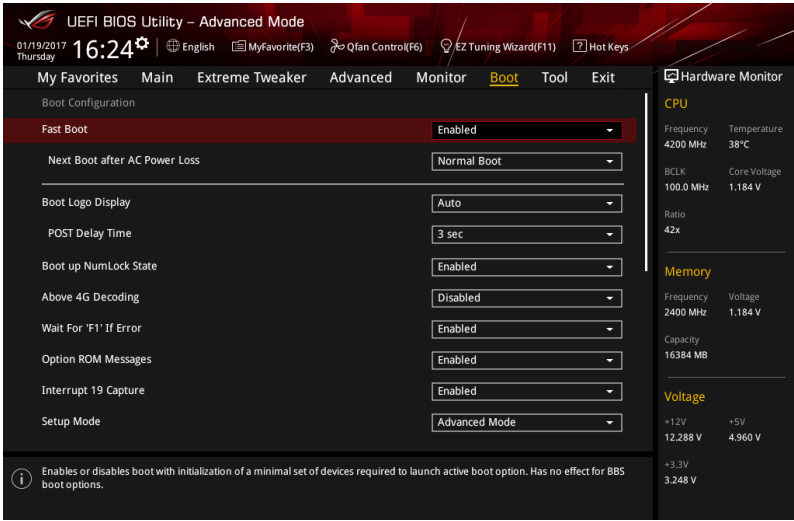 UEFI BIOS Utility – Advanced Mode
01/19/2017
Thursday
16:24
English
MyFavorite(F3)
Qfan Control(F6)
EZ Tuning Wizard(F11)
?
Hot Keys
My Favorites Main Extreme Tweaker Advanced Monitor Boot Tool Exit
Boot Configuration
Fast Boot Enabled
Next Boot after AC Power Loss Normal Boot
Boot Logo Display Auto
POST Delay Time 3 sec
Boot up NumLock State Enabled
Above 4G Decoding Disabled
Wait For 'F1' If Error Enabled
Option ROM Messages Enabled
Interrupt 19 Capture Enabled
Setup Mode Advanced Mode
i
Enables or disables boot with initialization of a minimal set of devices required to launch active boot option. Has no effect for BBS
boot options.
Hardware Monitor
CPU
Frequency Temperature
4200 MHz 38°C
BCLK Core Voltage
100.0 MHz 1.184 V
Ratio
42x
Memory
Frequency Voltage
2400 MHz 1.184 V
Capacity
16384 MB
Voltage
+12V +5V
12.288 V 4.960 V
+3.3V
3.248 V